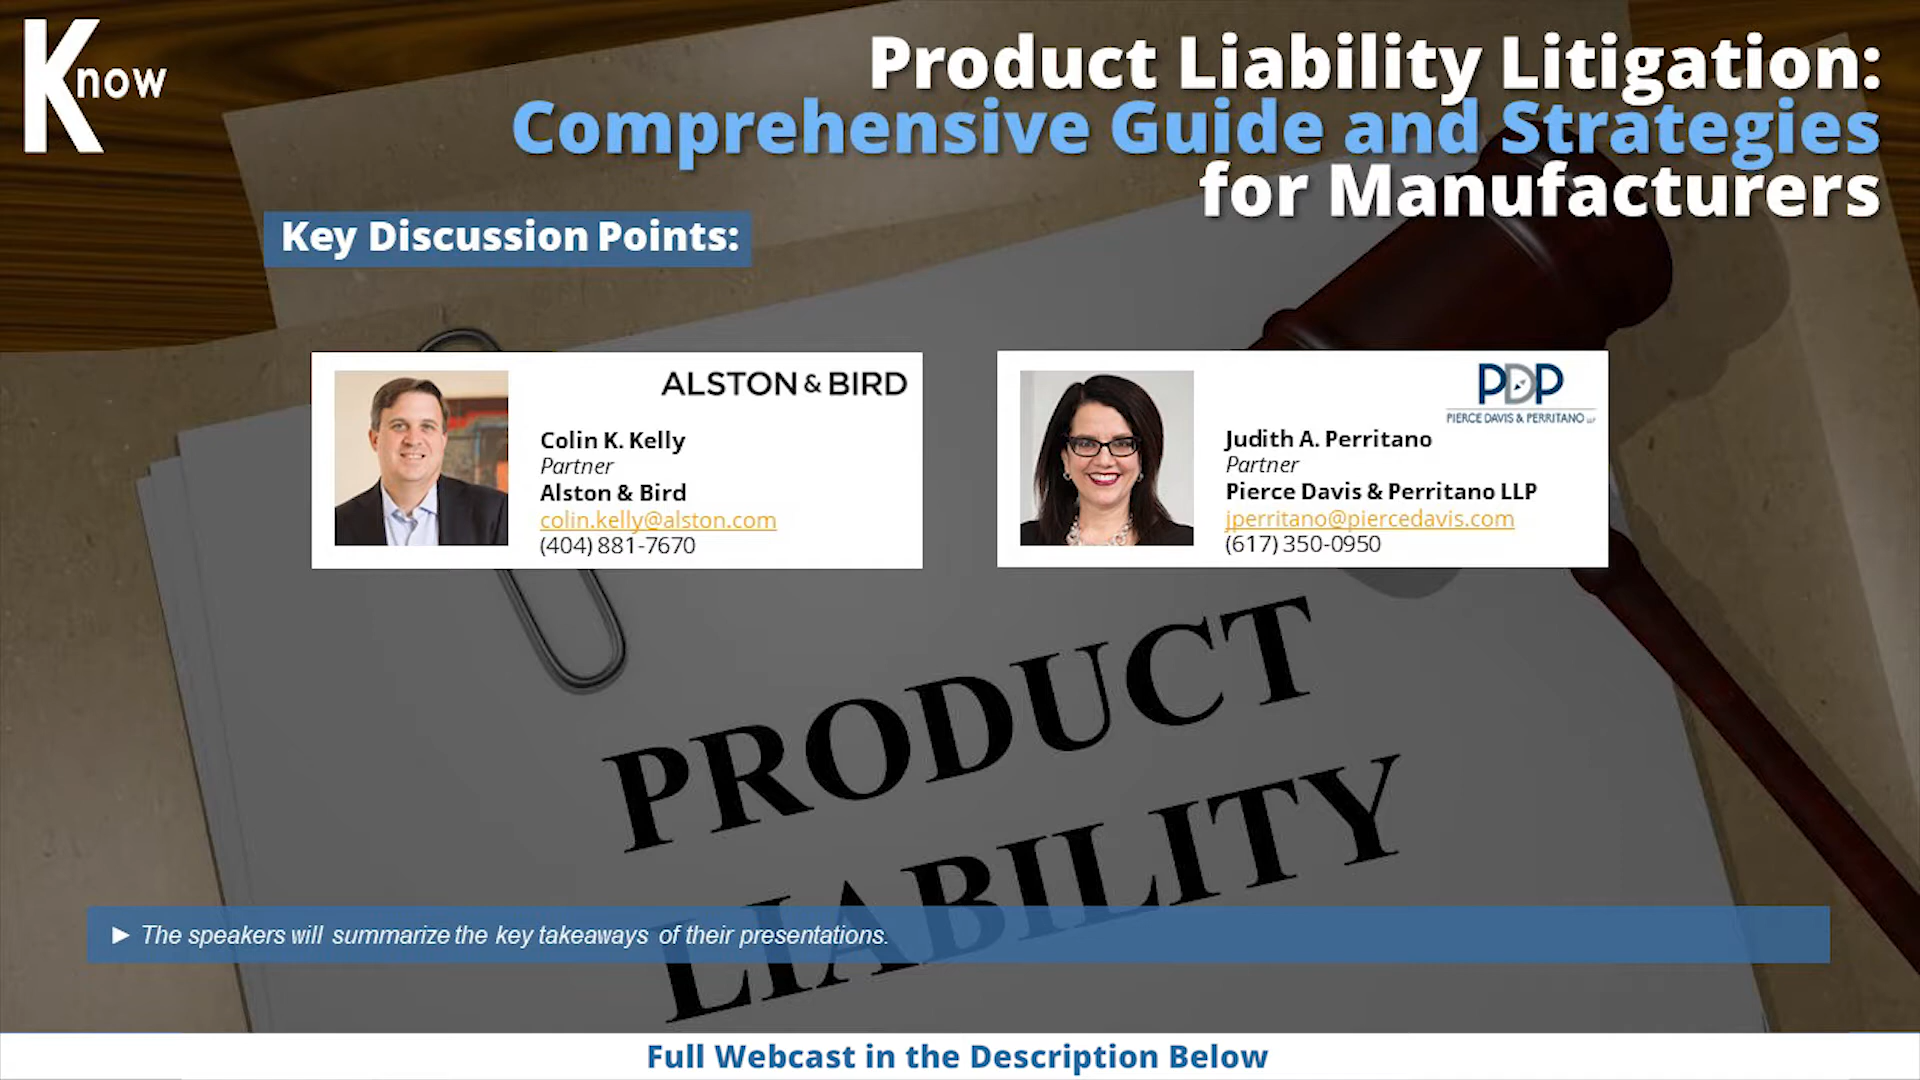 Know
Product Liability Litigation:
Comprehensive Guide and Strategies
for Manufacturers
Key Discussion Points:
ALSTON & BIRD
Colin K. Kelly
Partner
Alston & Bird
colin.kelly@alston.com
(404) 881-7670
PDP
PIERCE DAVIS & PERRITANO LLP
Judith A. Perritano
Partner
Pierce Davis & Perritano LLP
jperritano@piercedavis.com
(617) 350-0950
PRODUCT
LIABILITY
► The speakers will summarize the key takeaways of their presentations.
Full Webcast in the Description Below